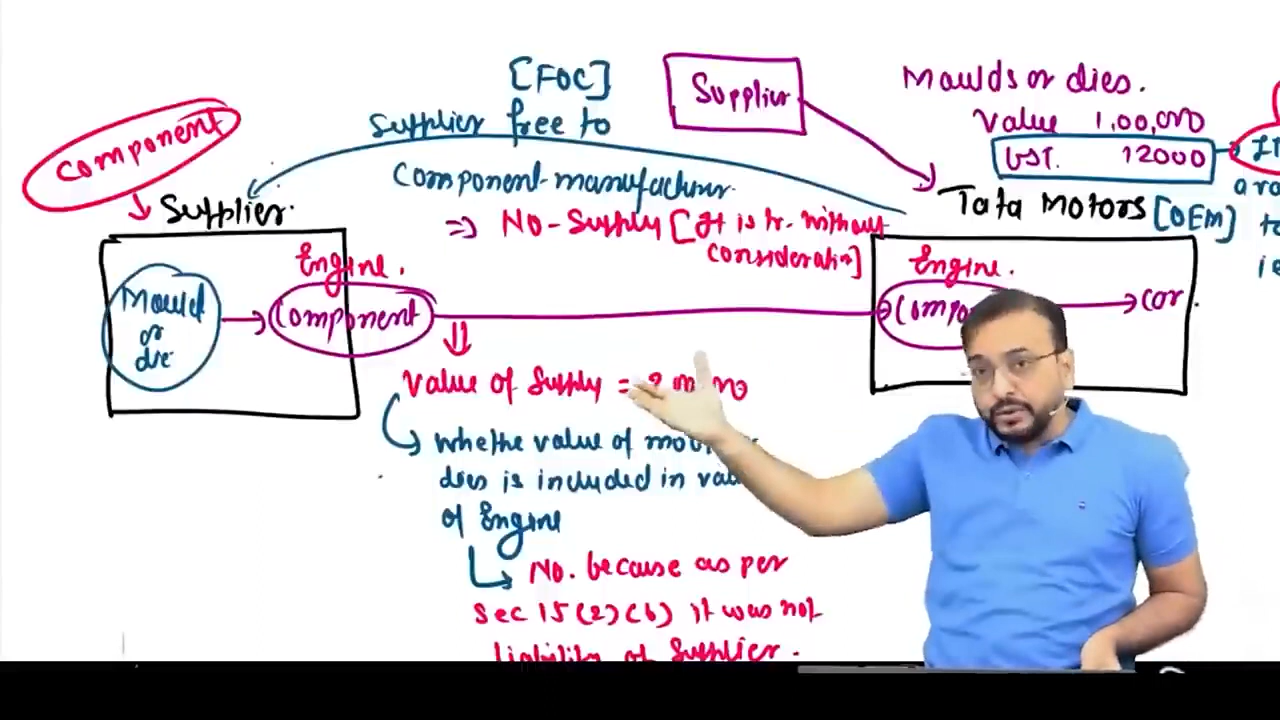 [FOC]
Supplier free to
component manufacturer.
=> No-Supply [It is tr. without
consideration]
Supplier
Moulds or dies.
Value 1,00,000
GST. 12000
Tata Motors [OEM]
component
Supplier.
Mould
or
die
Engine.
Component
Engine.
car
Value of Supply =
whethe value of
dies is included in
of Engine
No. because as per
Sec 15(2)(b) it was not
liability of Supplier.